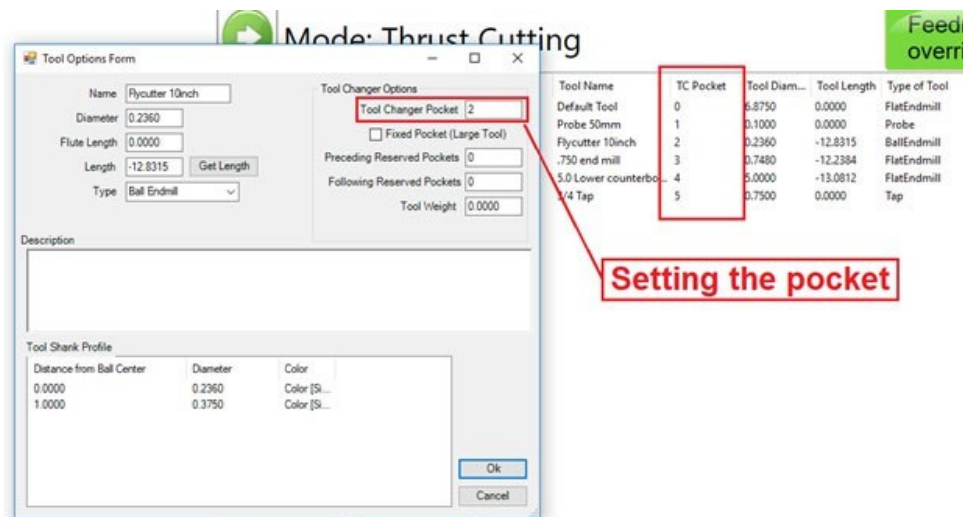 Mode: Thrust Cutting
Feedr
overri
Tool Options Form
Name Flycutter 10inch
Diameter 0.2360
Flute Length 0.0000
Length -12.8315 Get Length
Type Ball Endmill
Tool Changer Options
Tool Changer Pocket 2
Fixed Pocket (Large Tool)
Preceding Reserved Pockets 0
Following Reserved Pockets 0
Tool Weight 0.0000
Description
Tool Shank Profile
Distance from Ball Center Diameter Color
0.0000 0.2360 Color [Si...
1.0000 0.3750 Color [Si...
Ok
Cancel
Tool Name TC Pocket Tool Diam... Tool Length Type of Tool
Default Tool 0 6.8750 0.0000 FlatEndmill
Probe 50mm 1 0.1000 0.0000 Probe
Flycutter 10inch 2 0.2360 -12.8315 BallEndmill
.750 end mill 3 0.7480 -12.2384 FlatEndmill
5.0 Lower counterbo... 4 5.0000 -13.0812 FlatEndmill
3/4 Tap 5 0.7500 0.0000 Tap
Setting the pocket